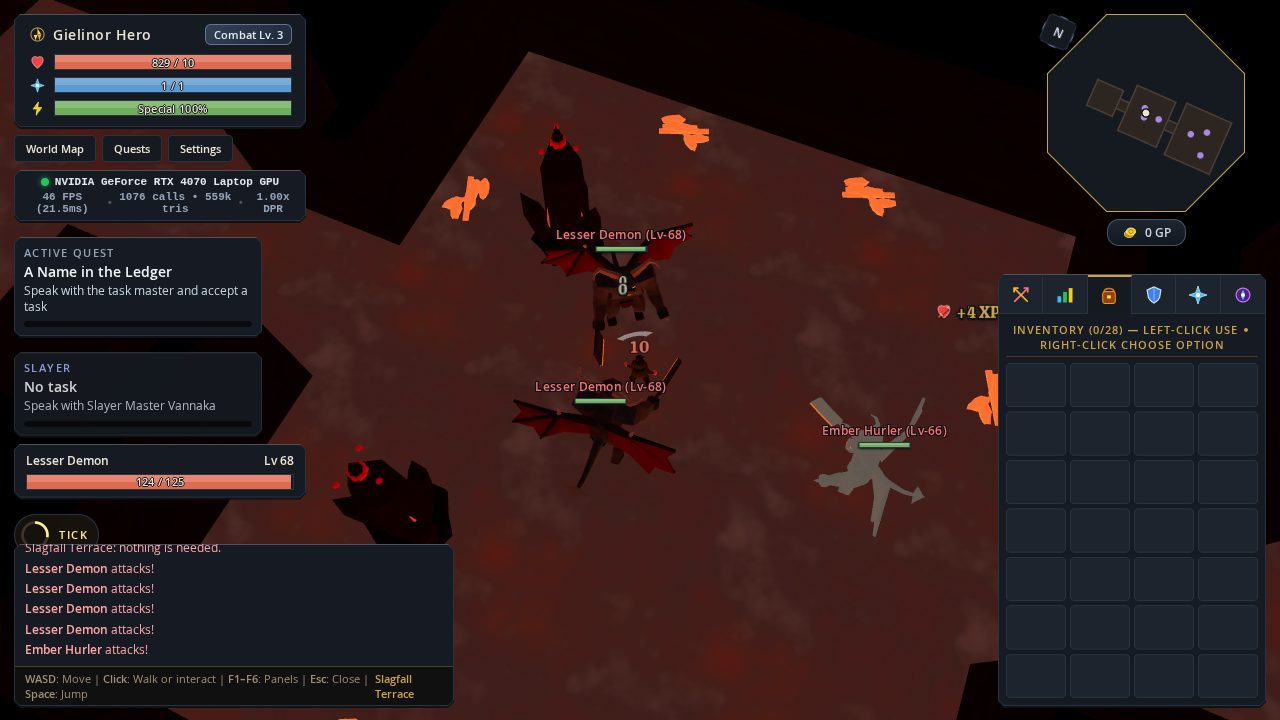 Gielinor Hero
Combat Lv. 3
829 / 10
1 / 1
Special 100%
World Map
Quests
Settings
NVIDIA GeForce RTX 4070 Laptop GPU
46 FPS (21.5ms) • 1076 calls • 559k tris • 1.00x DPR
ACTIVE QUEST
A Name in the Ledger
Speak with the task master and accept a
task
SLAYER
No task
Speak with Slayer Master Vannaka
Lesser Demon
Lv 68
124 / 125
TICK
Slagfall Terrace: nothing is needed.
Lesser Demon attacks!
Lesser Demon attacks!
Lesser Demon attacks!
Lesser Demon attacks!
Ember Hurler attacks!
WASD: Move | Click: Walk or interact | F1–F6: Panels | Esc: Close |
Space: Jump
Slagfall
Terrace
Lesser Demon (Lv-68)
10
Lesser Demon (Lv-68)
Ember Hurler (Lv-66)
+4 XP
N
0 GP
INVENTORY (0/28) — LEFT-CLICK USE •
RIGHT-CLICK CHOOSE OPTION